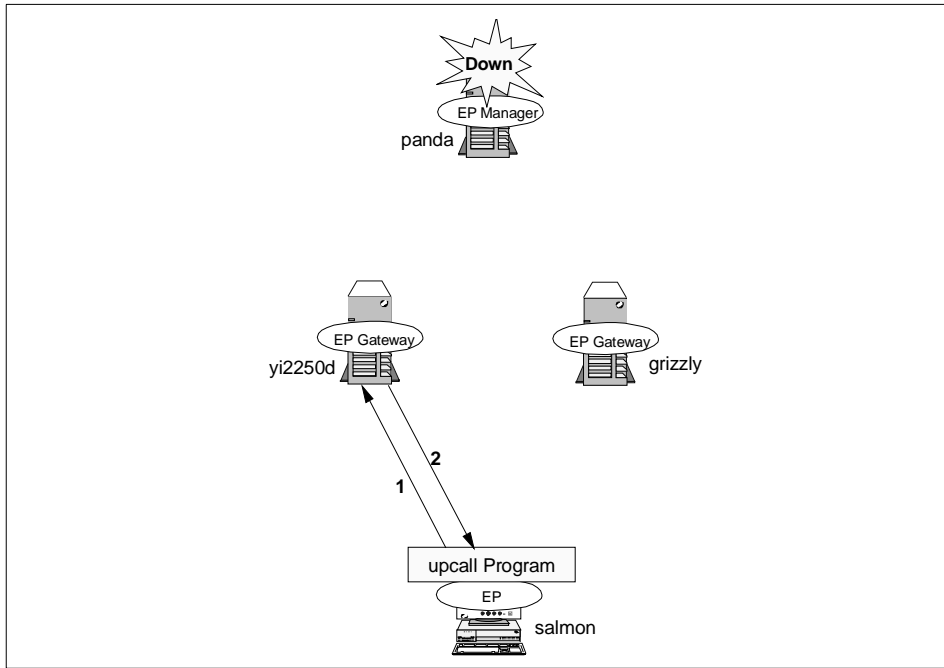 Down
EP Manager
panda
EP Gateway
yi2250d
EP Gateway
grizzly
2
1
upcall Program
EP
salmon